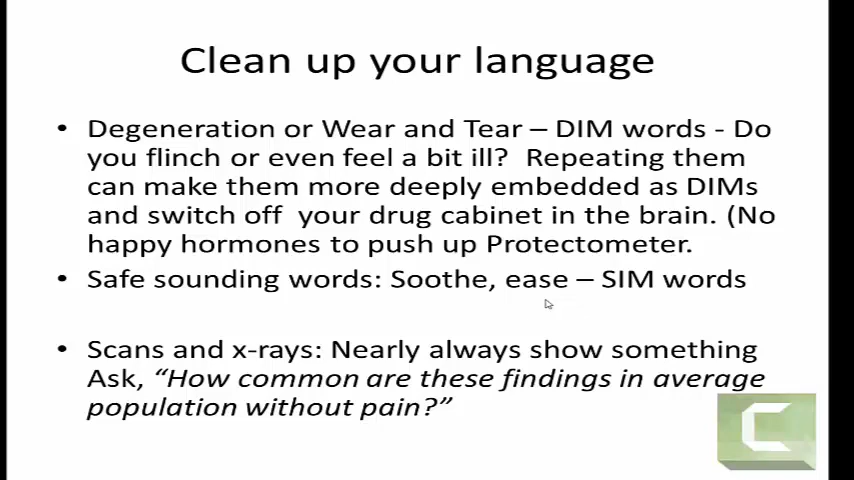 Clean up your language
• Degeneration or Wear and Tear – DIM words - Do
you flinch or even feel a bit ill?  Repeating them
can make them more deeply embedded as DIMs
and switch off  your drug cabinet in the brain. (No
happy hormones to push up Protectometer.
• Safe sounding words: Soothe, ease – SIM words
• Scans and x-rays: Nearly always show something
Ask, “How common are these findings in average
population without pain?”
C